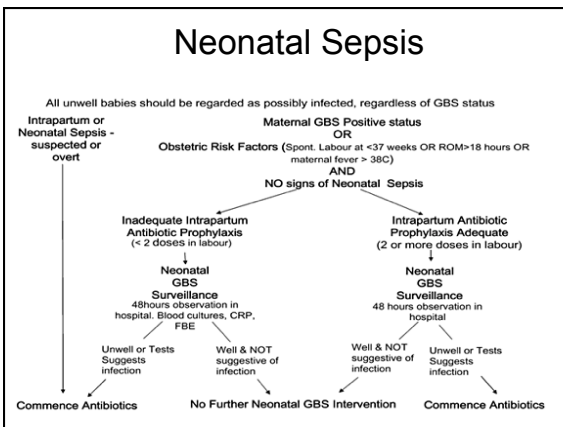 Neonatal Sepsis
All unwell babies should be regarded as possibly infected, regardless of GBS status
Intrapartum or
Neonatal Sepsis -
suspected or
overt
Maternal GBS Positive status
OR
Obstetric Risk Factors (Spont. Labour at <37 weeks OR ROM>18 hours OR
maternal fever > 38C)
AND
NO signs of Neonatal Sepsis
Inadequate Intrapartum
Antibiotic Prophylaxis
(< 2 doses in labour)
Intrapartum Antibiotic
Prophylaxis Adequate
(2 or more doses in labour)
Neonatal
GBS
Surveillance
48hours observation in
hospital. Blood cultures, CRP,
FBE
Neonatal
GBS
Surveillance
48 hours observation in
hospital
Unwell or Tests
Suggests
infection
Well & NOT
suggestive of
infection
Well & NOT
suggestive of
infection
Unwell or Tests
Suggests
infection
Commence Antibiotics
No Further Neonatal GBS Intervention
Commence Antibiotics